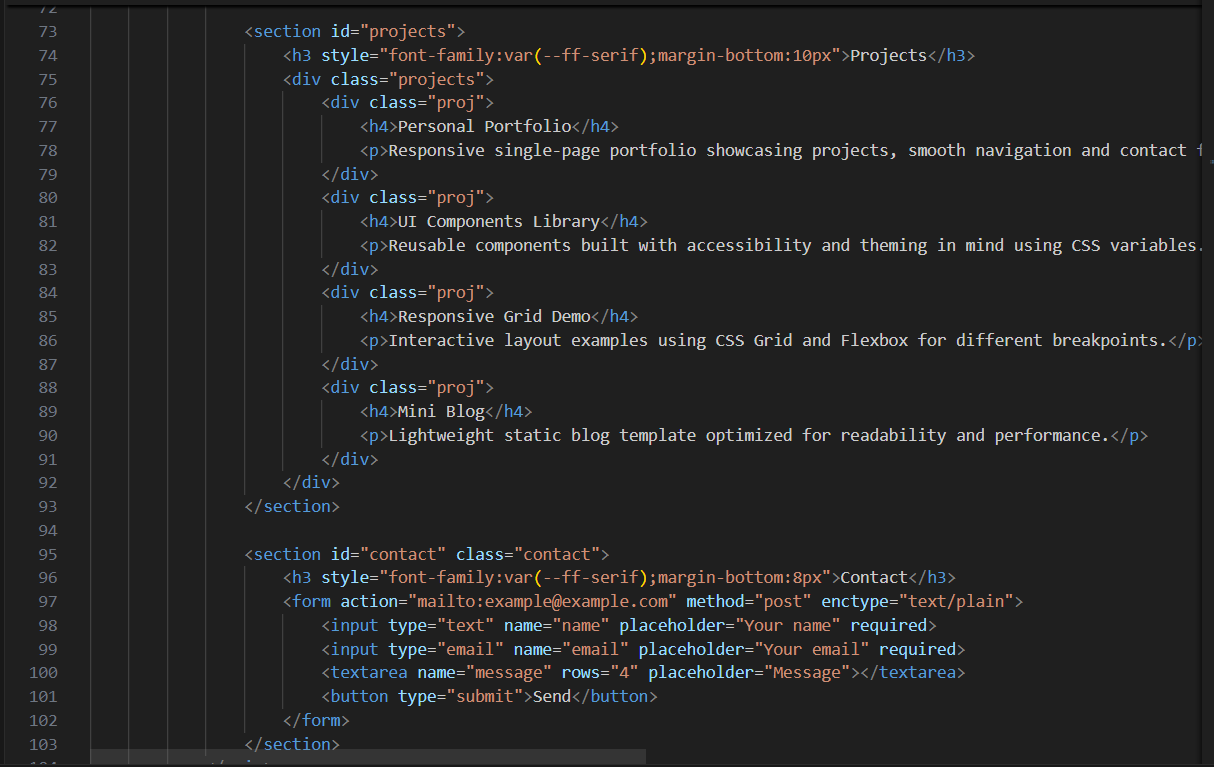 72
73 <section id="projects">
74 <h3 style="font-family:var(--ff-serif);margin-bottom:10px">Projects</h3>
75 <div class="projects">
76 <div class="proj">
77 <h4>Personal Portfolio</h4>
78 <p>Responsive single-page portfolio showcasing projects, smooth navigation and contact f
79 </div>
80 <div class="proj">
81 <h4>UI Components Library</h4>
82 <p>Reusable components built with accessibility and theming in mind using CSS variables.
83 </div>
84 <div class="proj">
85 <h4>Responsive Grid Demo</h4>
86 <p>Interactive layout examples using CSS Grid and Flexbox for different breakpoints.</p>
87 </div>
88 <div class="proj">
89 <h4>Mini Blog</h4>
90 <p>Lightweight static blog template optimized for readability and performance.</p>
91 </div>
92 </div>
93 </section>
94
95 <section id="contact" class="contact">
96 <h3 style="font-family:var(--ff-serif);margin-bottom:8px">Contact</h3>
97 <form action="mailto:example@example.com" method="post" enctype="text/plain">
98 <input type="text" name="name" placeholder="Your name" required>
99 <input type="email" name="email" placeholder="Your email" required>
100 <textarea name="message" rows="4" placeholder="Message"></textarea>
101 <button type="submit">Send</button>
102 </form>
103 </section>